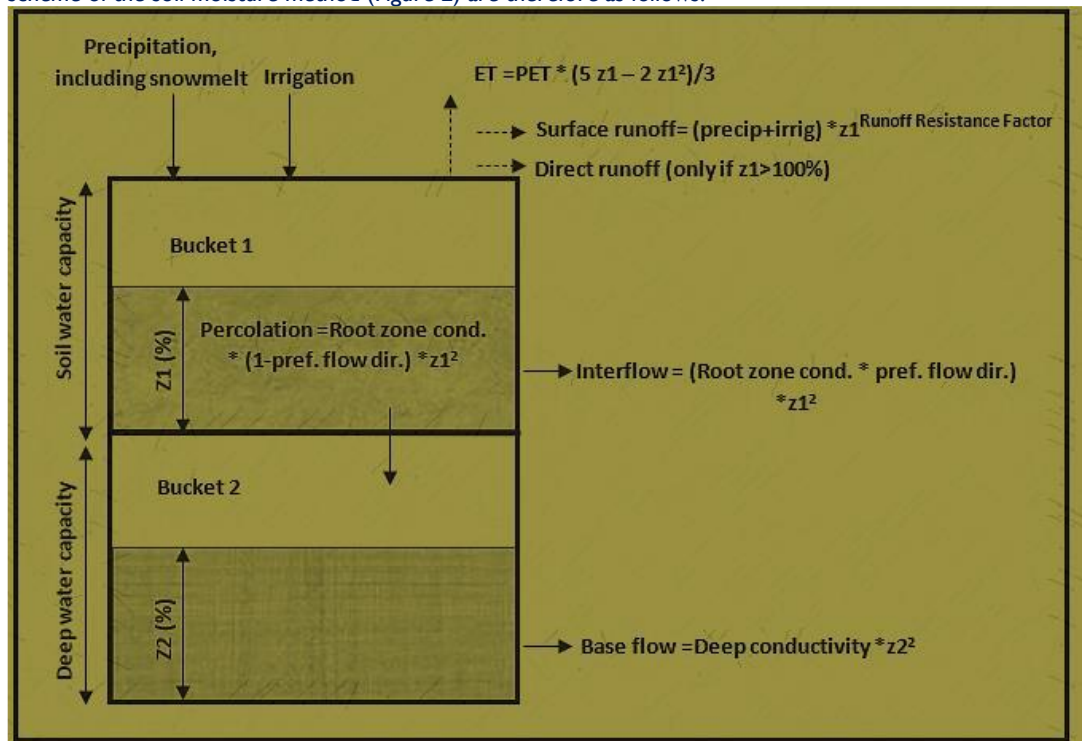 scheme of the soil moisture method (Figure 2) are therefore as follows:
Precipitation,
including snowmelt
Irrigation
ET =PET * (5 z1 – 2 z1²)/3
Surface runoff= (precip+irrig) *z1^Runoff Resistance Factor
Direct runoff (only if z1>100%)
Soil water capacity
Bucket 1
Z1 (%)
Percolation =Root zone cond.
* (1-pref. flow dir.) *z1²
Interflow = (Root zone cond. * pref. flow dir.)
*z1²
Deep water capacity
Bucket 2
Z2 (%)
Base flow =Deep conductivity *z2²